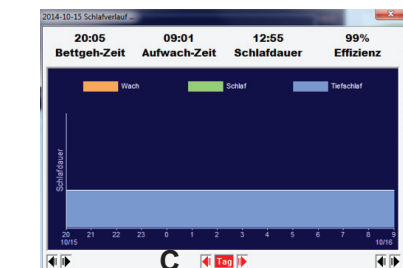 2014-10-15 Schlafverlauf ...
20:05 09:01 12:55 99%
Bettgeh-Zeit Aufwach-Zeit Schlafdauer Effizienz
Wach Schlaf Tiefschlaf
Schlafdauer
20 21 22 23 0 1 2 3 4 5 6 7 8 9
10/15 10/16
C Tag